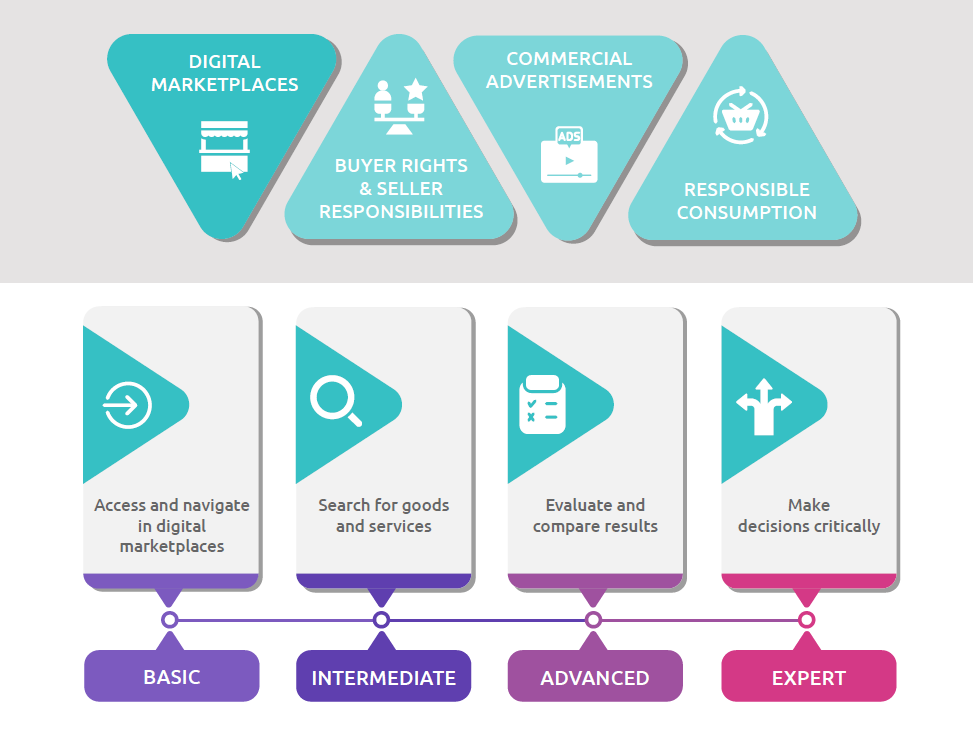 DIGITAL
MARKETPLACES
BUYER RIGHTS
& SELLER
RESPONSIBILITIES
COMMERCIAL
ADVERTISEMENTS
ADS
RESPONSIBLE
CONSUMPTION
Access and navigate
in digital
marketplaces
Search for goods
and services
Evaluate and
compare results
Make
decisions critically
BASIC
INTERMEDIATE
ADVANCED
EXPERT